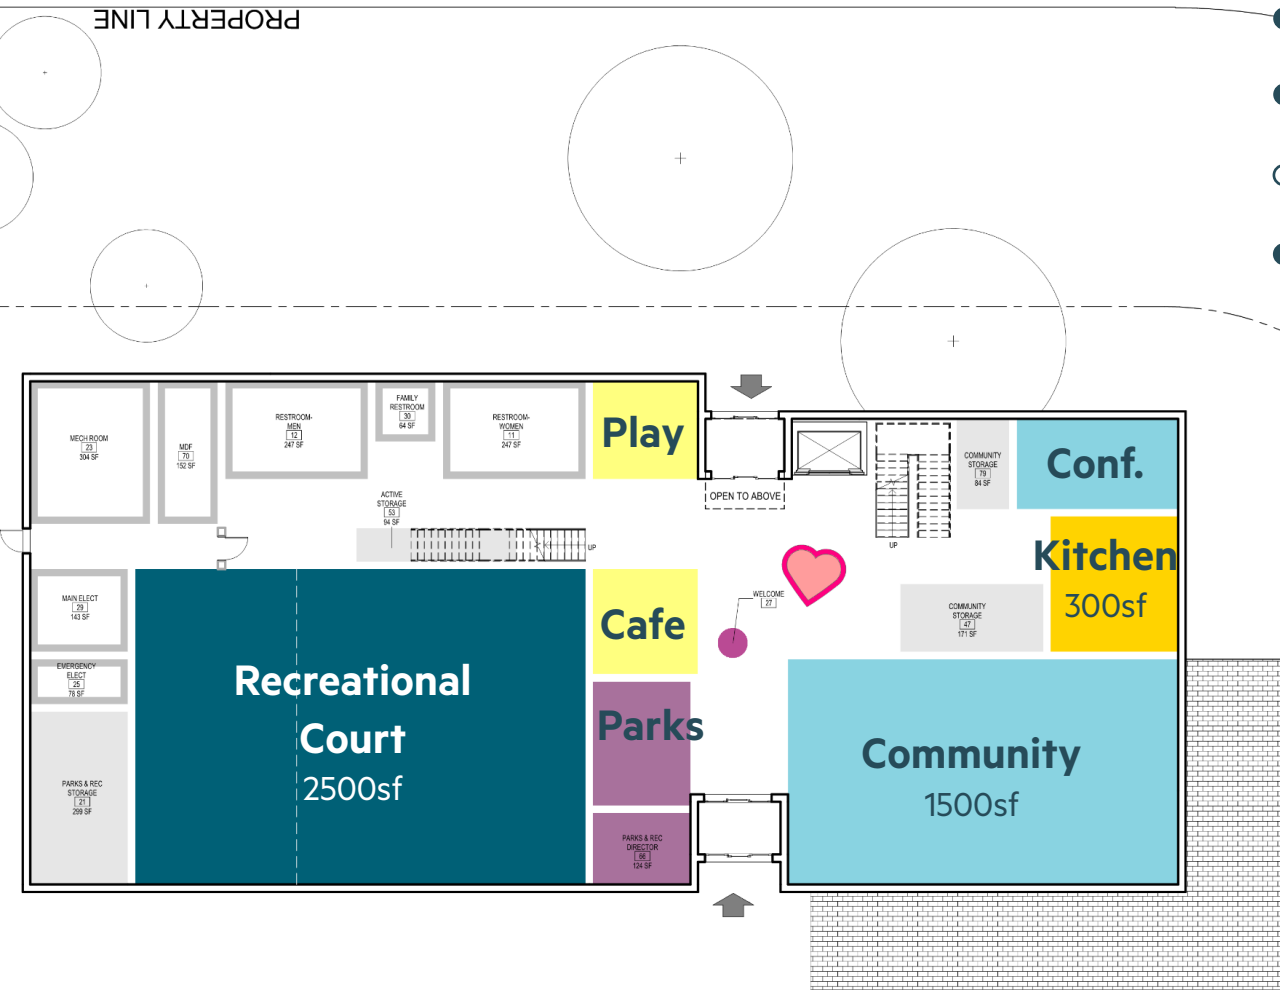 PROPERTY LINE
MECH ROOM
23
304 SF
MDF
70
152 SF
RESTROOM-
MEN
12
247 SF
FAMILY
RESTROOM
30
64 SF
RESTROOM-
WOMEN
11
247 SF
Play
OPEN TO ABOVE
COMMUNITY
STORAGE
79
84 SF
Conf.
ACTIVE
STORAGE
53
94 SF
UP
UP
Kitchen
300sf
MAIN ELECT
29
143 SF
WELCOME
27
COMMUNITY
STORAGE
47
171 SF
Cafe
EMERGENCY
ELECT
25
78 SF
Recreational
Court
2500sf
Parks
Community
1500sf
PARKS & REC
STORAGE
21
299 SF
PARKS & REC
DIRECTOR
66
124 SF